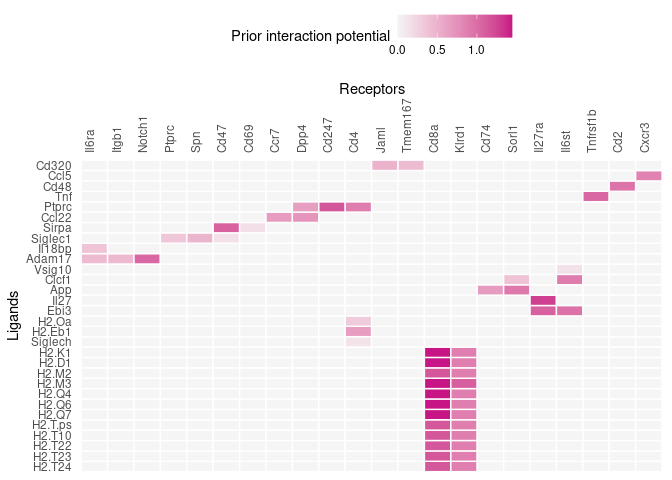 Prior interaction potential
0.0 0.5 1.0
Receptors
Il6ra Itgb1 Notch1 Ptprc Spn Cd47 Cd69 Ccr7 Dpp4 Cd247 Cd4 Jaml Tmem167 Cd8a Klrd1 Cd74 Sorl1 Il27ra Il6st Tnfrsf1b Cd2 Cxcr3
Ligands
Cd320
Ccl5
Cd48
Tnf
Ptprc
Ccl22
Sirpa
Siglec1
Il18bp
Adam17
Vsig10
Clcf1
App
Il27
Ebi3
H2.Oa
H2.Eb1
Siglech
H2.K1
H2.D1
H2.M2
H2.M3
H2.Q4
H2.Q6
H2.Q7
H2.T.ps
H2.T10
H2.T22
H2.T23
H2.T24